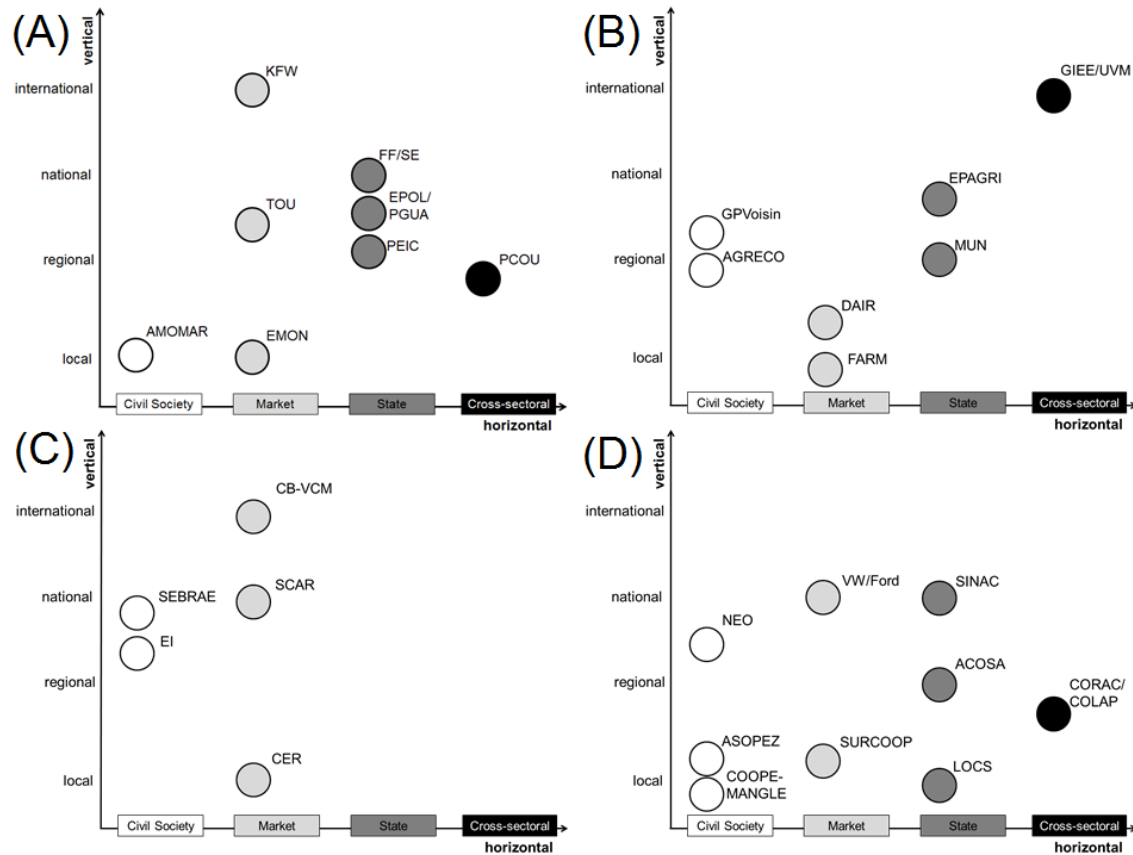 (A)
vertical
international
national
regional
local
KFW
FF/SE
TOU
EPOL/
PGUA
PEIC
PCOU
AMOMAR
EMON
Civil Society
Market
State
Cross-sectoral
horizontal
(B)
vertical
international
national
regional
local
GIEE/UVM
EPAGRI
GPVoisin
MUN
AGRECO
DAIR
FARM
Civil Society
Market
State
Cross-sectoral
horizontal
(C)
vertical
international
national
regional
local
CB-VCM
SCAR
SEBRAE
EI
CER
Civil Society
Market
State
Cross-sectoral
horizontal
(D)
vertical
international
national
regional
local
VW/Ford
SINAC
NEO
ACOSA
CORAC/
COLAP
ASOPEZ
SURCOOP
LOCS
COOPE-
MANGLE
Civil Society
Market
State
Cross-sectoral
horizontal